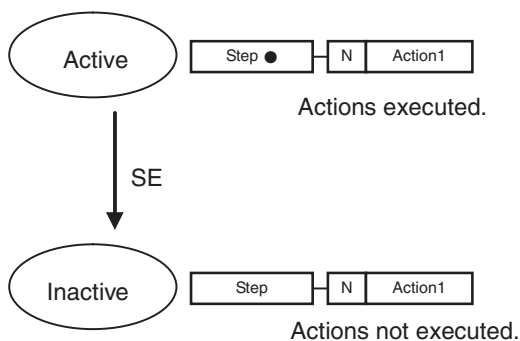 Active
Step ● N Action1
Actions executed.
SE
Inactive
Step N Action1
Actions not executed.